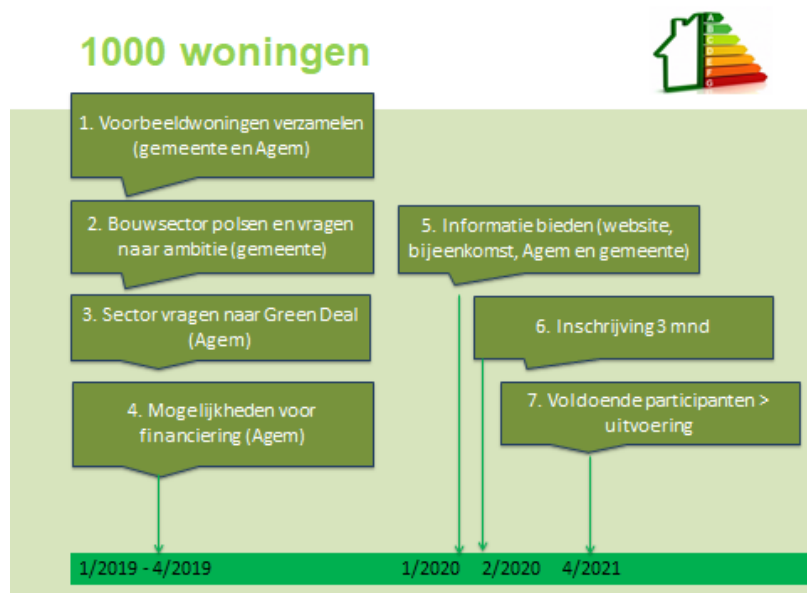 1000 woningen
A
B
C
D
E
F
G
1. Voorbeeldwoningen verzamelen
(gemeente en Agem)
2. Bouwsector polsen en vragen
naar ambitie (gemeente)
3. Sector vragen naar Green Deal
(Agem)
4. Mogelijkheden voor
financiering (Agem)
5. Informatie bieden (website,
bijeenkomst, Agem en gemeente)
6. Inschrijving 3 mnd
7. Voldoende participanten >
uitvoering
1/2019 - 4/2019 1/2020 2/2020 4/2021